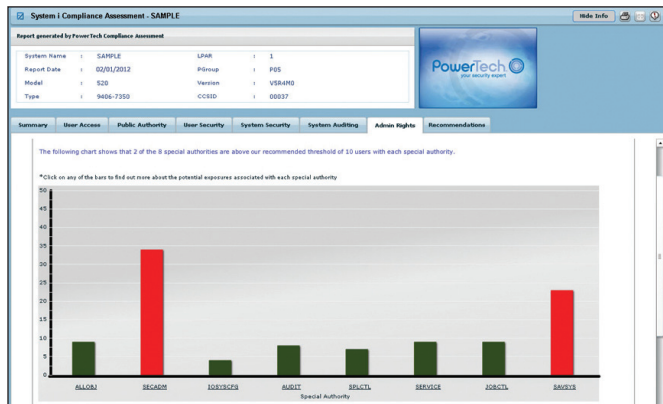 System i Compliance Assessment - SAMPLE
Hide Info
Report generated by PowerTech Compliance Assesment
System Name : SAMPLE LPAR : 1
Report Date : 02/01/2012 PGroup : P05
Model : 520 Version : V5R4M0
Type : 9406-7350 CCSID : 00037
PowerTech
your security expert
Summary User Access Public Authority User Security System Security System Auditing Admin Rights Recommendations
The following chart shows that 2 of the 8 special authorities are above our recommended threshold of 10 users with each special authority.
*Click on any of the bars to find out more about the potential exposures associated with each special authority
50
45
40
35
30
25
20
15
10
5
0
ALLOBJ SECADM IOSYSCFG AUDIT SPLCTL SERVICE JOBCTL SAVSYS
Special Authority